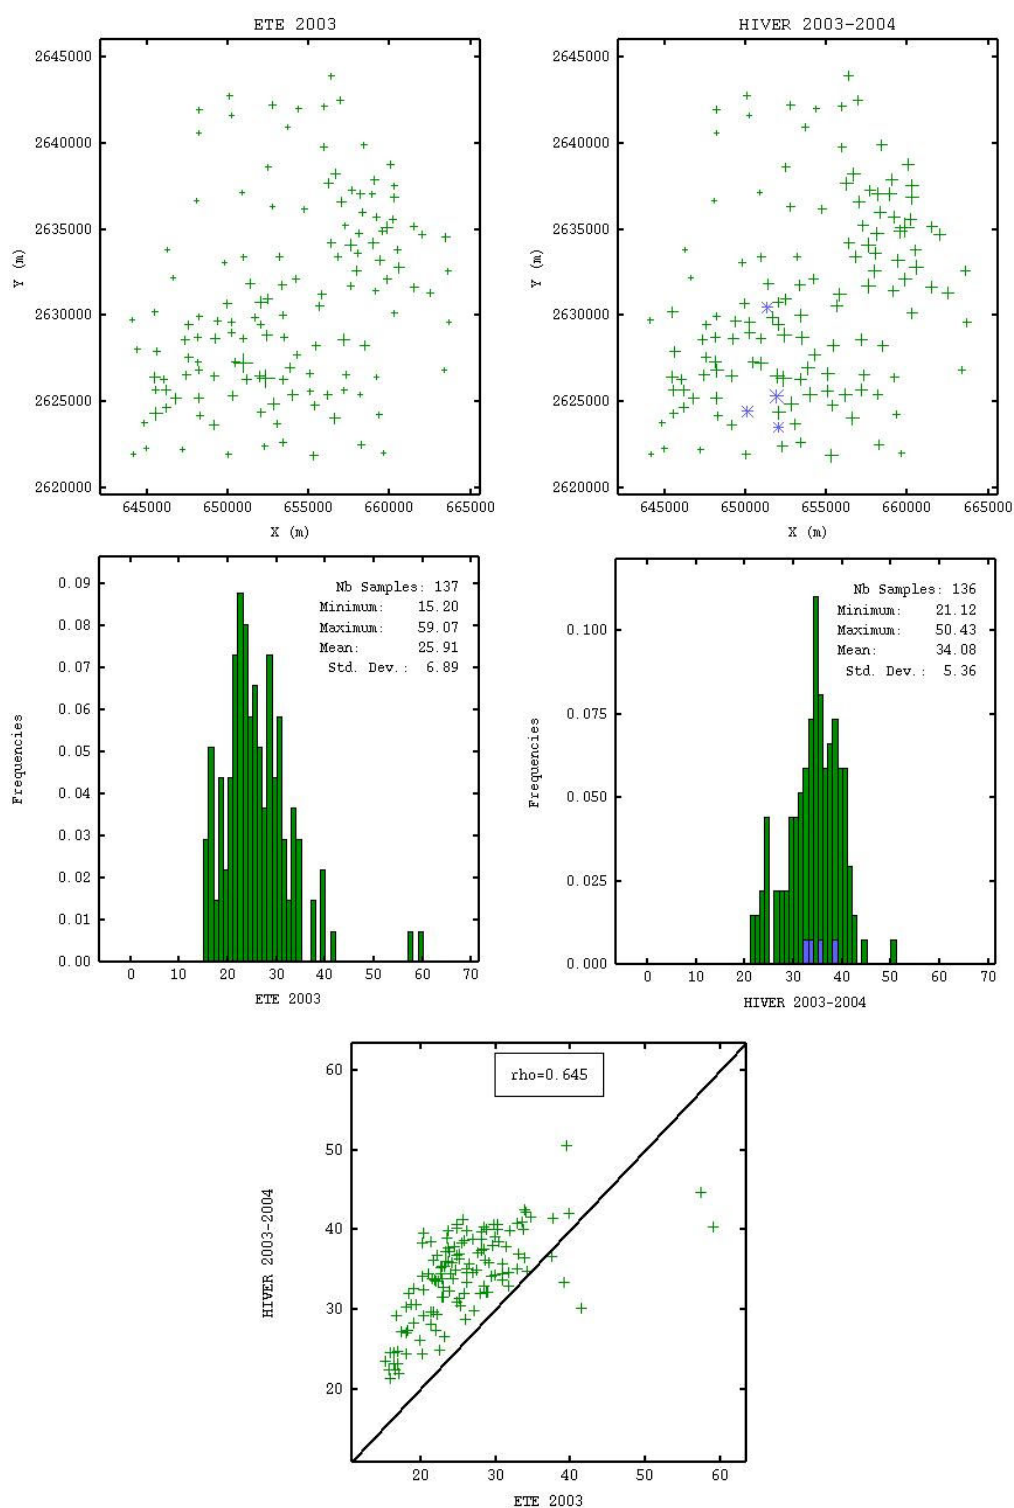 ETE 2003
2645000
2640000
2635000
2630000
2625000
2620000
Y (m)
645000 650000 655000 660000 665000
X (m)
HIVER 2003-2004
2645000
2640000
2635000
2630000
2625000
2620000
Y (m)
645000 650000 655000 660000 665000
X (m)
Nb Samples: 137
Minimum: 15.20
Maximum: 59.07
Mean: 25.91
Std. Dev.: 6.89
0.09
0.08
0.07
0.06
0.05
0.04
0.03
0.02
0.01
0.00
Frequencies
0 10 20 30 40 50 60 70
ETE 2003
Nb Samples: 136
Minimum: 21.12
Maximum: 50.43
Mean: 34.08
Std. Dev.: 5.36
0.100
0.075
0.050
0.025
0.000
Frequencies
0 10 20 30 40 50 60 70
HIVER 2003-2004
rho=0.645
60
50
40
30
20
HIVER 2003-2004
20 30 40 50 60
ETE 2003